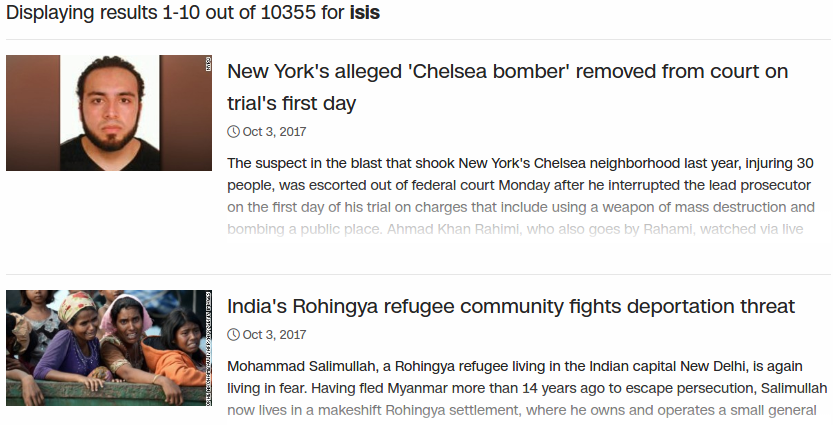 Displaying results 1-10 out of 10355 for isis
New York's alleged 'Chelsea bomber' removed from court on
trial's first day
Oct 3, 2017
The suspect in the blast that shook New York's Chelsea neighborhood last year, injuring 30
people, was escorted out of federal court Monday after he interrupted the lead prosecutor
on the first day of his trial on charges that include using a weapon of mass destruction and
bombing a public place. Ahmad Khan Rahimi, who also goes by Rahami, watched via live
India's Rohingya refugee community fights deportation threat
Oct 3, 2017
Mohammad Salimullah, a Rohingya refugee living in the Indian capital New Delhi, is again
living in fear. Having fled Myanmar more than 14 years ago to escape persecution, Salimullah
now lives in a makeshift Rohingya settlement, where he owns and operates a small general